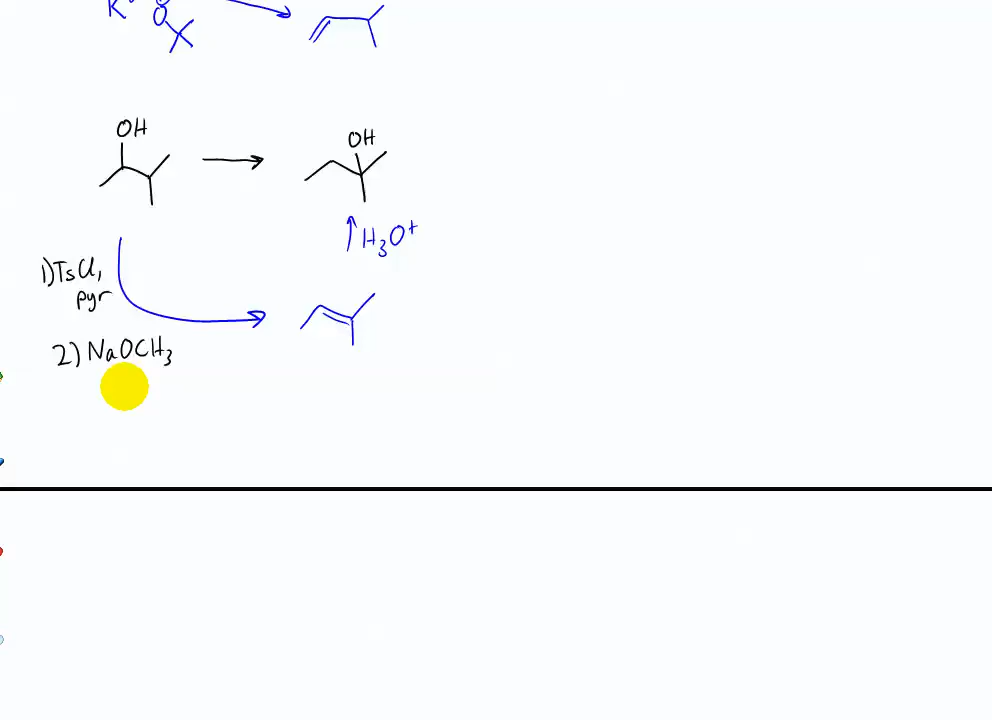 K
O
OH
OH
H3O+
1) TsCl,
pyr
2) NaOCH3